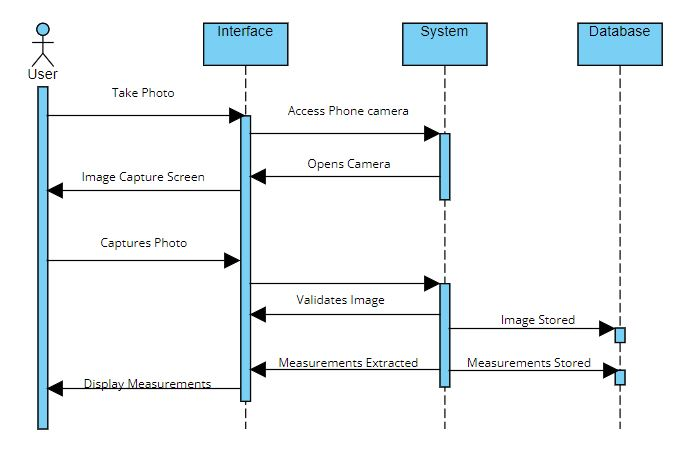 Interface
System
Database
User
Take Photo
Access Phone camera
Opens Camera
Image Capture Screen
Captures Photo
Validates Image
Image Stored
Measurements Extracted
Measurements Stored
Display Measurements